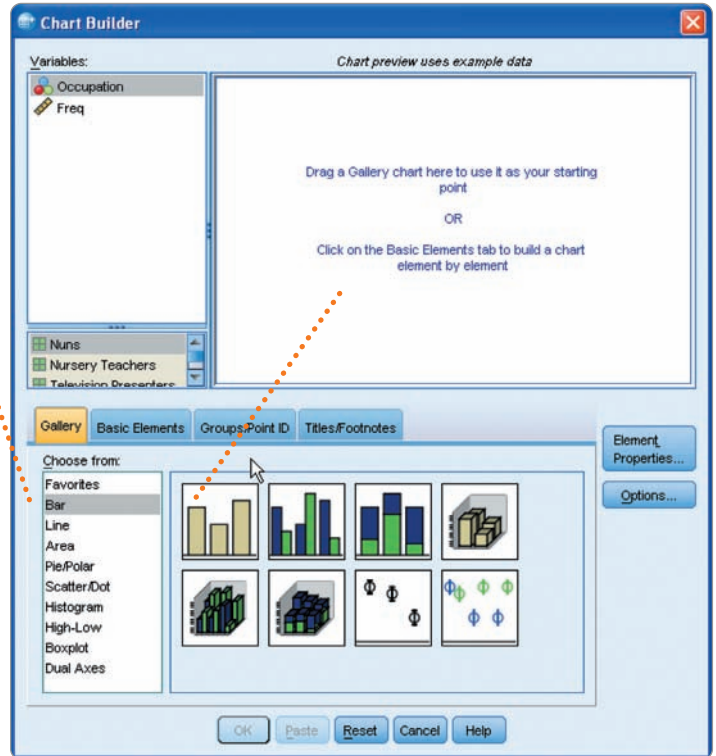 Chart Builder
Variables:
Chart preview uses example data
Occupation
Freq
Drag a Gallery chart here to use it as your starting
point
OR
Click on the Basic Elements tab to build a chart
element by element
Nuns
Nursery Teachers
Television Presenters
Gallery
Basic Elements
Groups/Point ID
Titles/Footnotes
Element
Properties...
Choose from:
Options...
Favorites
Bar
Line
Area
Pie/Polar
Scatter/Dot
Histogram
High-Low
Boxplot
Dual Axes
OK
Paste
Reset
Cancel
Help